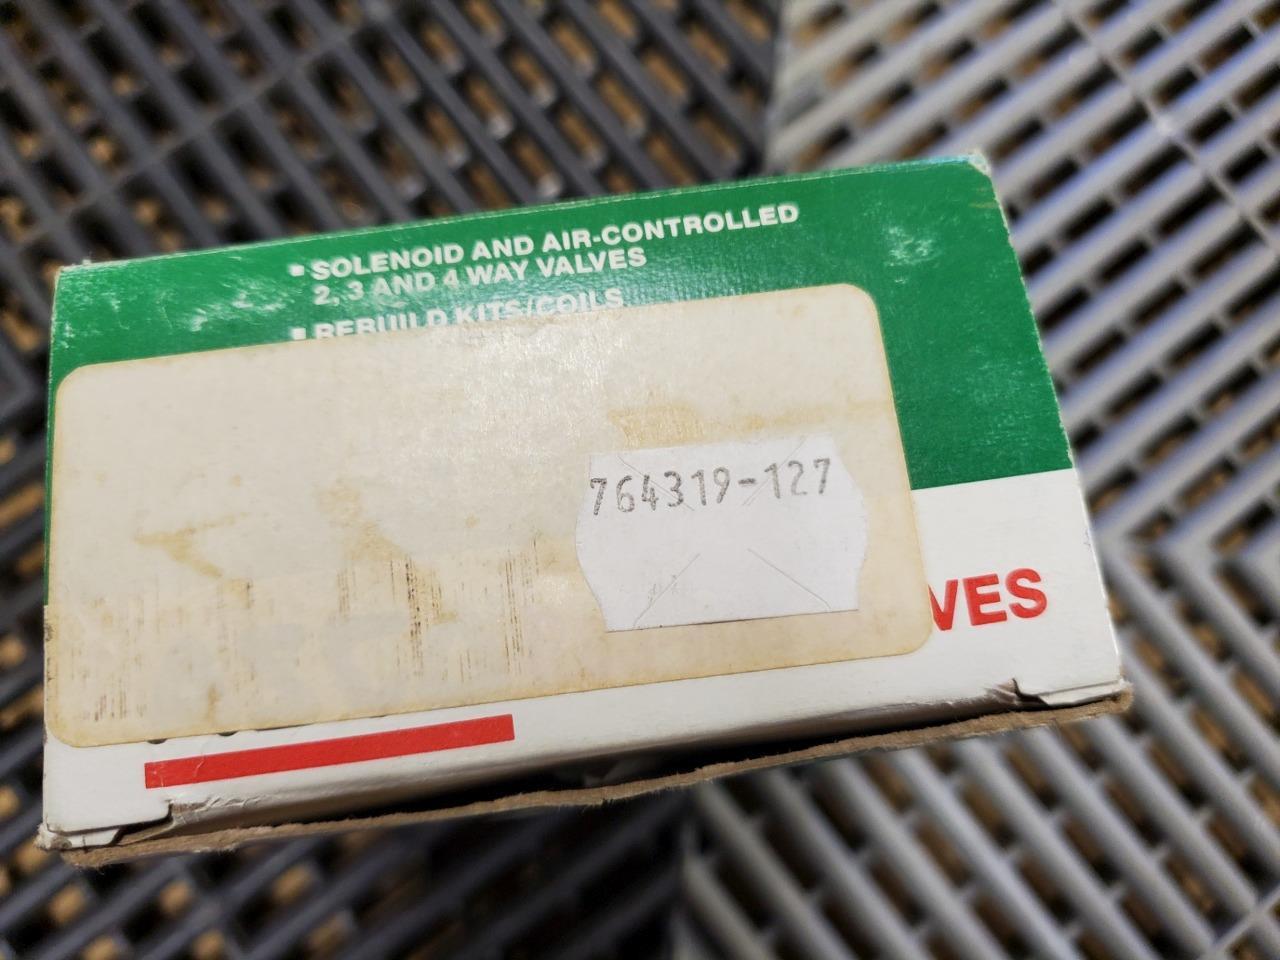 ▪ SOLENOID AND AIR-CONTROLLED
2, 3 AND 4 WAY VALVES
▪ REBUILD KITS/COILS
764319-127
VES